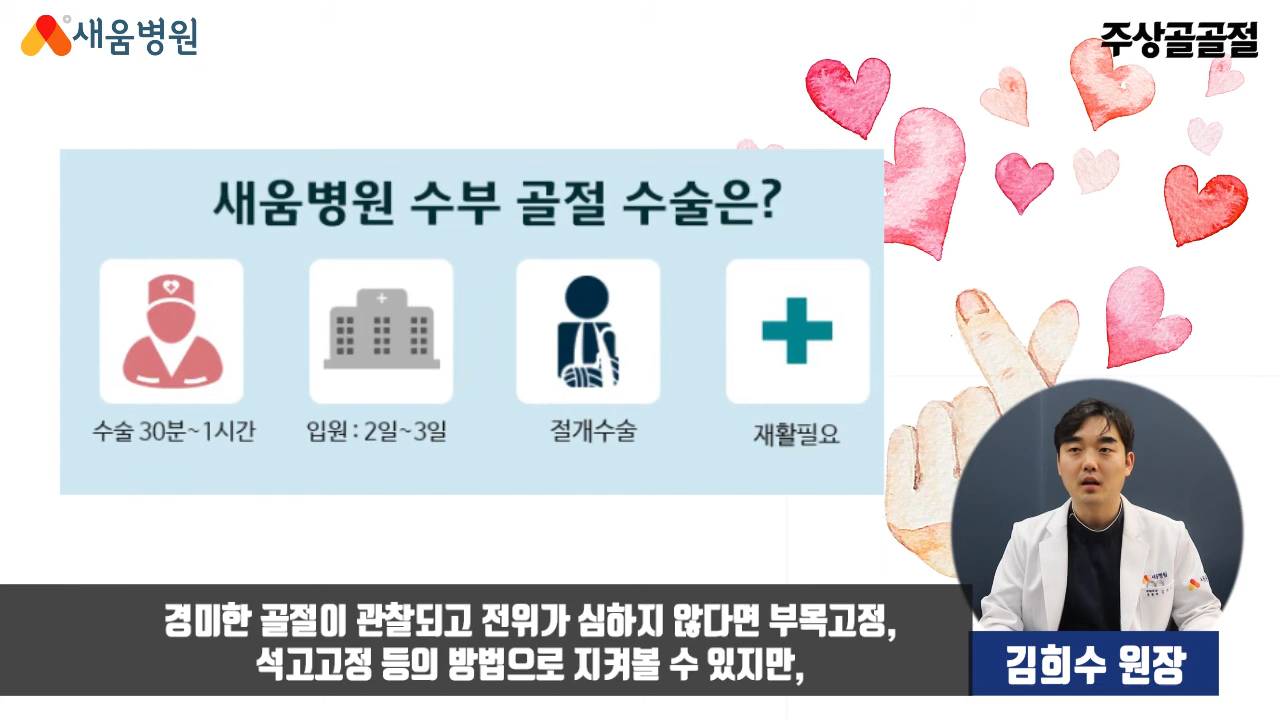 새움병원
주상골골절
새움병원 수부 골절 수술은?
수술 30분~1시간
입원 : 2일~3일
절개수술
재활필요
새움병원
경미한 골절이 관찰되고 전위가 심하지 않다면 부목고정,
석고고정 등의 방법으로 지켜볼 수 있지만,
김희수 원장